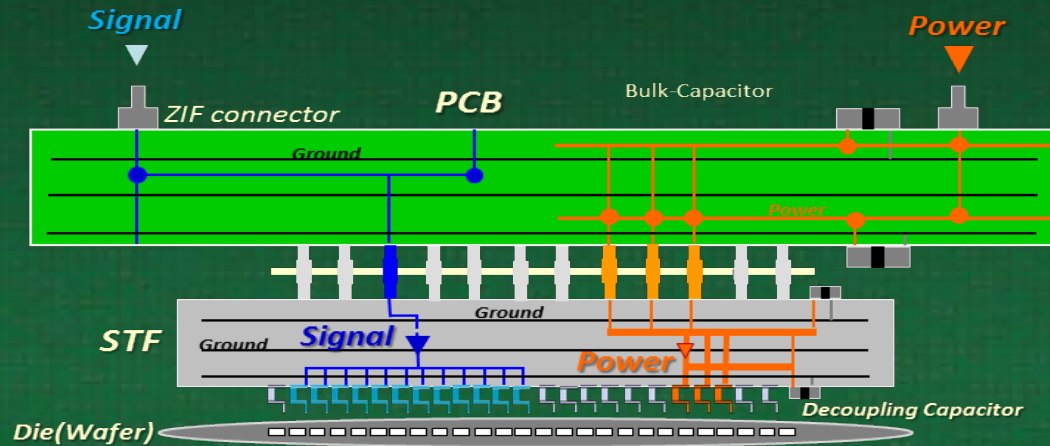 Signal
Power
ZIF connector
PCB
Bulk-Capacitor
Ground
Power
STF
Ground
Ground
Signal
Power
Decoupling Capacitor
Die(Wafer)